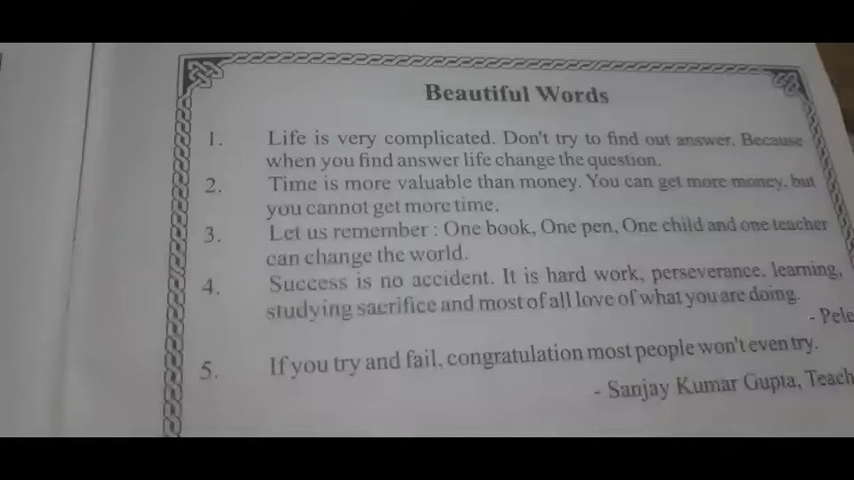 Beautiful Words
1. Life is very complicated. Don't try to find out answer. Because
when you find answer life change the question.
2. Time is more valuable than money. You can get more money, but
you cannot get more time.
3. Let us remember : One book, One pen, One child and one teacher
can change the world.
4. Success is no accident. It is hard work, perseverance. learning,
studying sacrifice and most of all love of what you are doing.
- Pele
5. If you try and fail, congratulation most people won't even try.
- Sanjay Kumar Gupta, Teach